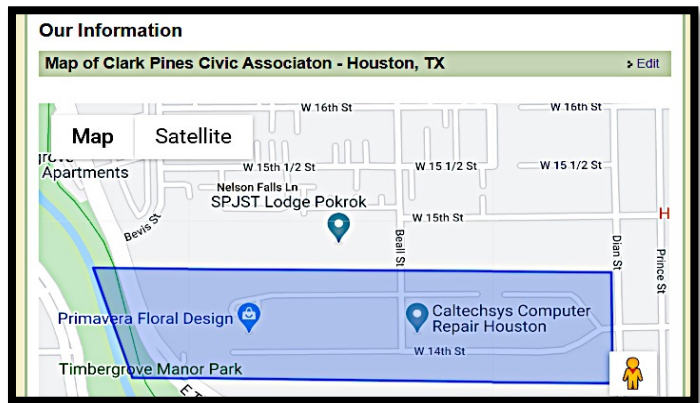 Our Information
Map of Clark Pines Civic Associaton - Houston, TX
Edit
W 16th St
W 16th St
Map
Satellite
Apartments
W 15th 1/2 St
W 15 1/2 St
W 15 1/2 St
Nelson Falls Ln
SPJST Lodge Pokrok
W 15th St
H
Bevis St
Beall St
Dian St
Prince St
Primavera Floral Design
Caltechsys Computer
Repair Houston
W 14th St
Timbergrove Manor Park